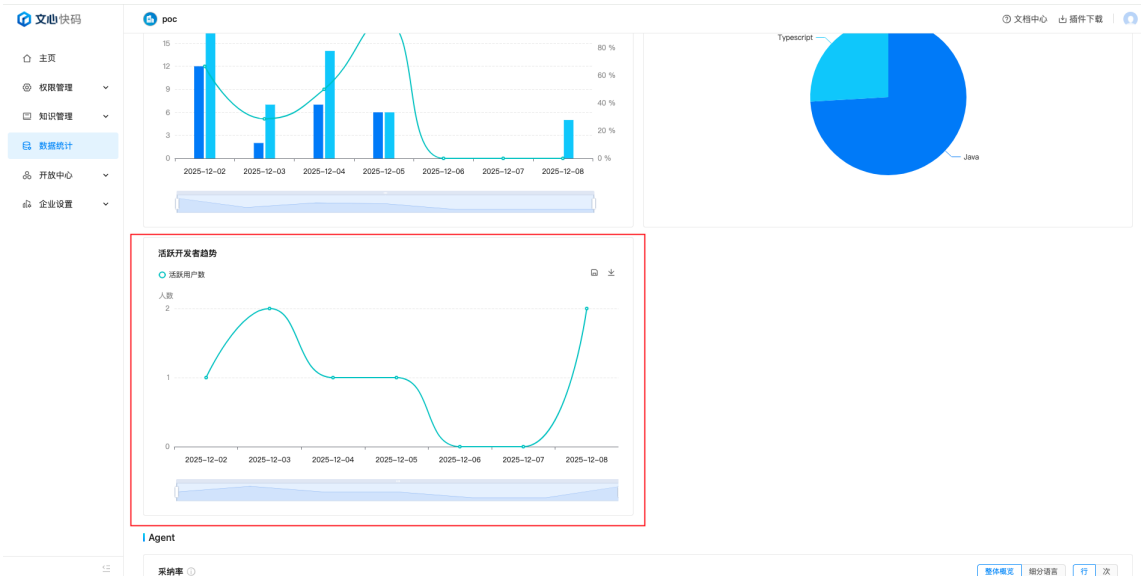 文心快码
poc
文档中心
插件下载
主页
权限管理
知识管理
数据统计
开放中心
企业设置
15
12
9
6
3
0
80 %
60 %
40 %
20 %
0 %
2025-12-02 2025-12-03 2025-12-04 2025-12-05 2025-12-06 2025-12-07 2025-12-08
Typescript
Java
活跃开发者趋势
活跃用户数
人数
2
1
0
2025-12-02 2025-12-03 2025-12-04 2025-12-05 2025-12-06 2025-12-07 2025-12-08
Agent
采纳率
整体概览 细分语言 行 次